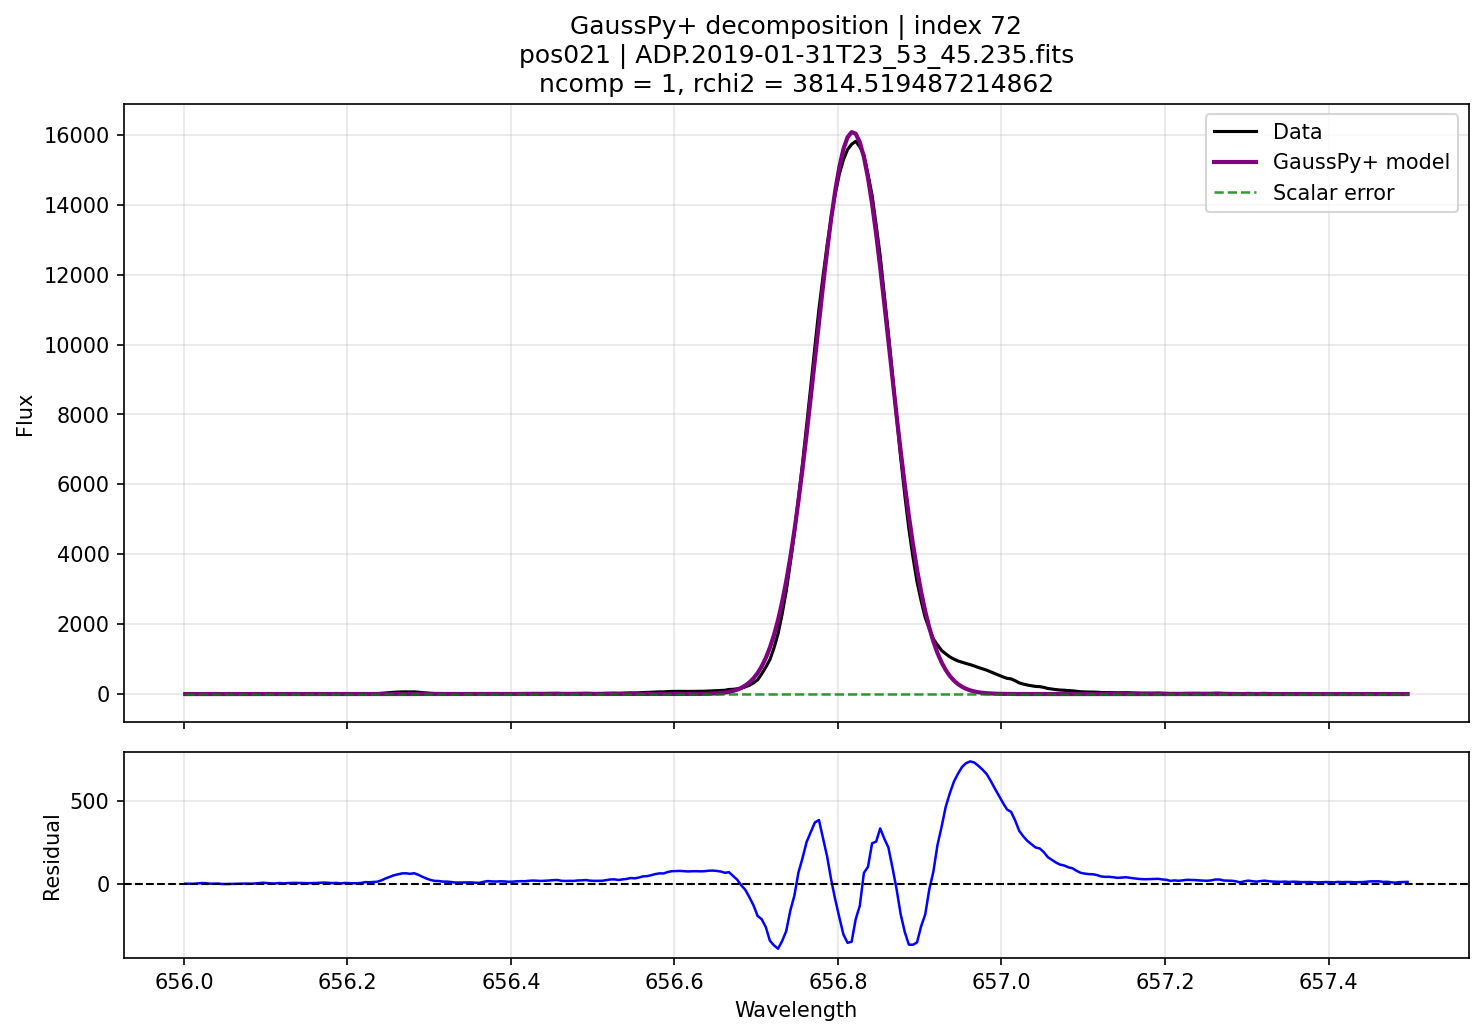 GaussPy+ decomposition | index 72
pos021 | ADP.2019-01-31T23_53_45.235.fits
ncomp = 1, rchi2 = 3814.519487214862
Data
GaussPy+ model
Scalar error
16000
14000
12000
10000
8000
6000
4000
2000
0
Flux
500
0
Residual
656.0 656.2 656.4 656.6 656.8 657.0 657.2 657.4
Wavelength